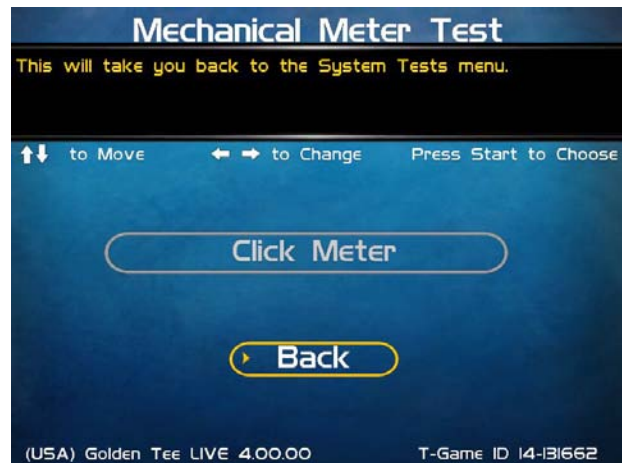 Mechanical Meter Test
This will take you back to the System Tests menu.
⬆⬇ to Move ⬅ ➡ to Change Press Start to Choose
Click Meter
Back
(USA) Golden Tee LIVE 4.00.00 T-Game ID 14-131662